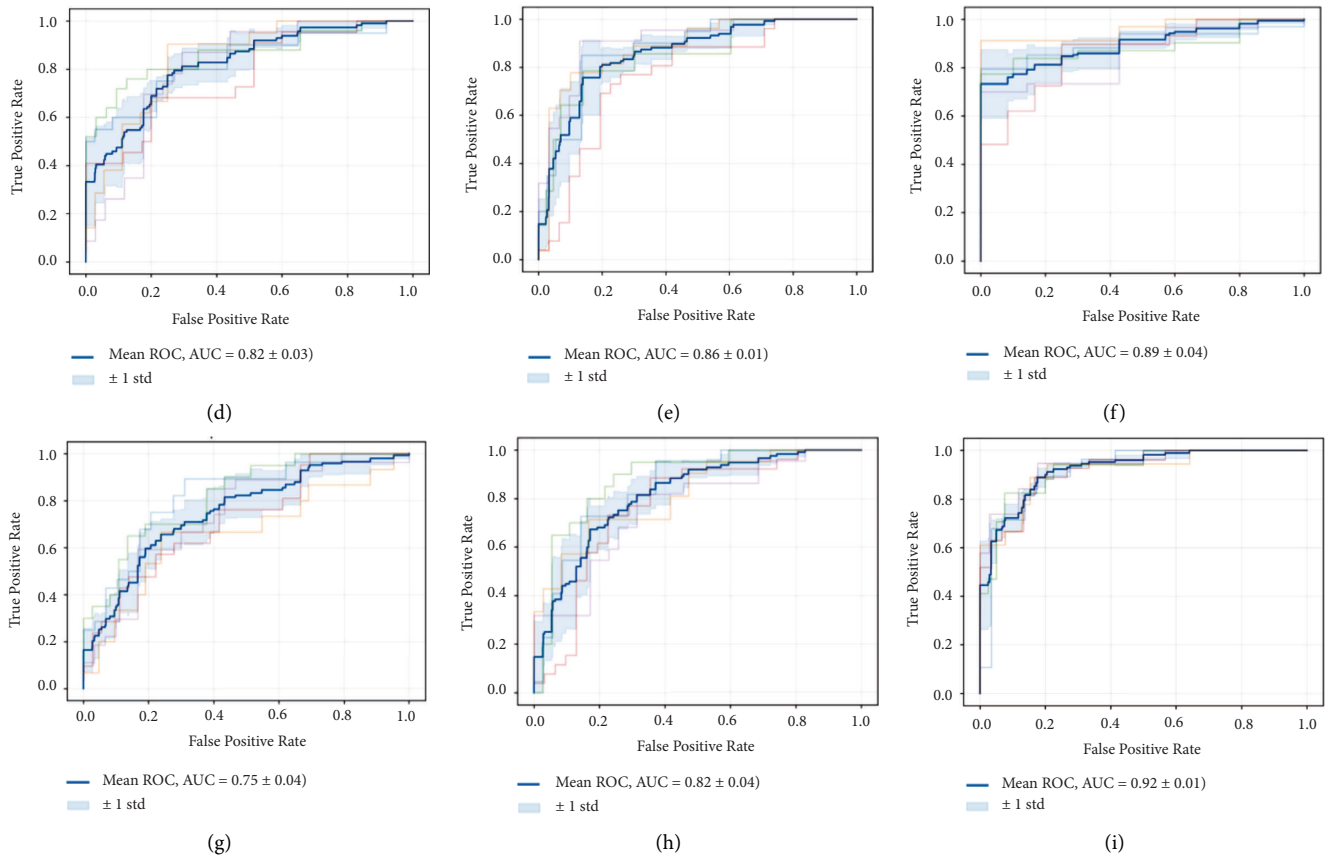 1.0
0.8
0.6
0.4
0.2
0.0
True Positive Rate
0.0 0.2 0.4 0.6 0.8 1.0
False Positive Rate
Mean ROC, AUC = 0.82 ± 0.03)
± 1 std
(d)
1.0
0.8
0.6
0.4
0.2
0.0
True Positive Rate
0.0 0.2 0.4 0.6 0.8 1.0
False Positive Rate
Mean ROC, AUC = 0.86 ± 0.01)
± 1 std
(e)
1.0
0.8
0.6
0.4
0.2
0.0
True Positive Rate
0.0 0.2 0.4 0.6 0.8 1.0
False Positive Rate
Mean ROC, AUC = 0.89 ± 0.04)
± 1 std
(f)
1.0
0.8
0.6
0.4
0.2
0.0
True Positive Rate
0.0 0.2 0.4 0.6 0.8 1.0
False Positive Rate
Mean ROC, AUC = 0.75 ± 0.04)
± 1 std
(g)
1.0
0.8
0.6
0.4
0.2
0.0
True Positive Rate
0.0 0.2 0.4 0.6 0.8 1.0
False Positive Rate
Mean ROC, AUC = 0.82 ± 0.04)
± 1 std
(h)
1.0
0.8
0.6
0.4
0.2
0.0
True Positive Rate
0.0 0.2 0.4 0.6 0.8 1.0
False Positive Rate
Mean ROC, AUC = 0.92 ± 0.01)
± 1 std
(i)